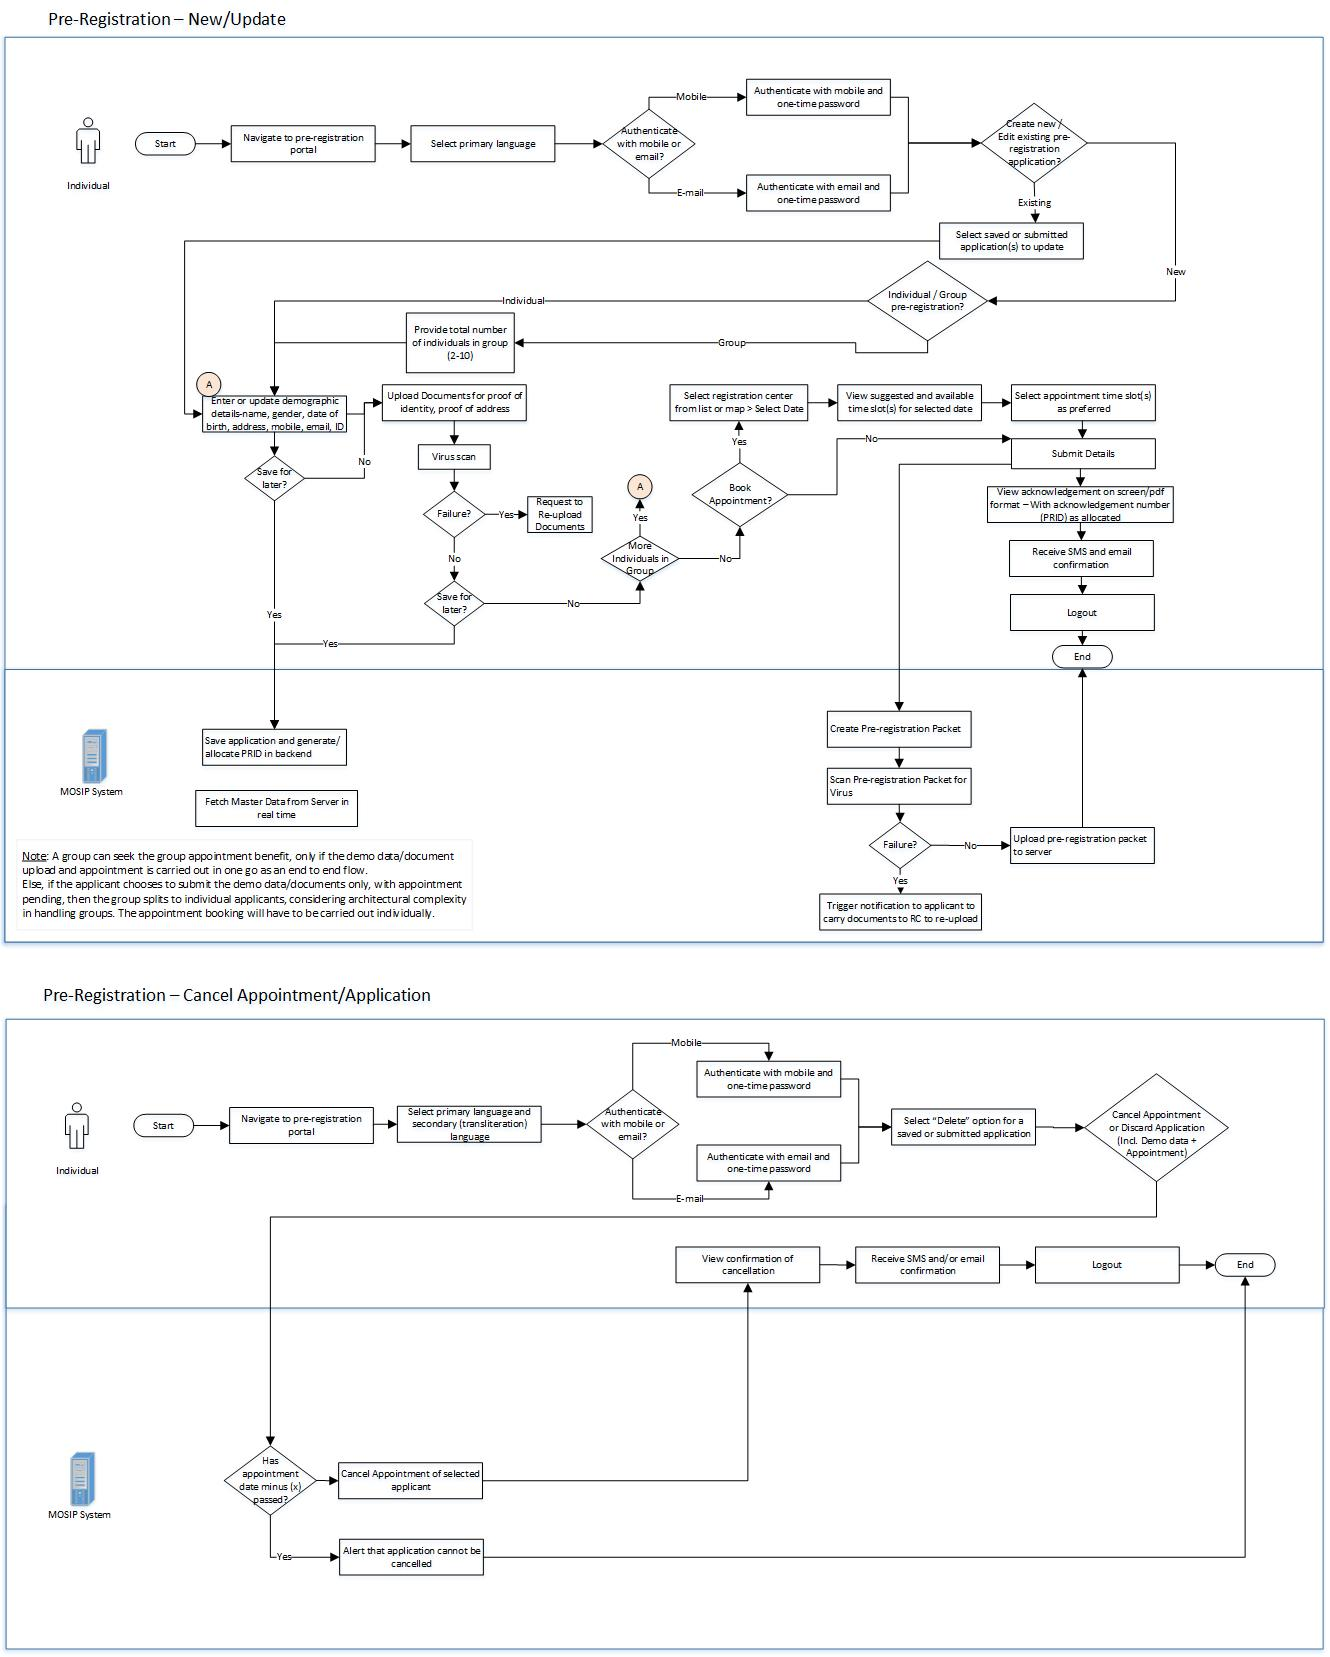 Pre-Registration – New/Update
Individual
Start
Navigate to pre-registration
portal
Select primary language
Authenticate
with mobile or
email?
Mobile
E-mail
Authenticate with mobile and
one-time password
Authenticate with email and
one-time password
Create new /
Edit existing pre-
registration
application?
Existing
New
Select saved or submitted
application(s) to update
Individual / Group
pre-registration?
Individual
Group
Provide total number
of individuals in group
(2-10)
A
Enter or update demographic
details-name, gender, date of
birth, address, mobile, email, ID
Save for
later?
No
Yes
Upload Documents for proof of
identity, proof of address
Virus scan
Failure?
Yes
Request to
Re-upload
Documents
No
Save for
later?
Yes
No
More
Individuals in
Group
Yes
A
No
Book
Appointment?
Yes
No
Select registration center
from list or map > Select Date
View suggested and available
time slot(s) for selected date
Select appointment time slot(s)
as preferred
Submit Details
View acknowledgement on screen/pdf
format – With acknowledgement number
(PRID) as allocated
Receive SMS and email
confirmation
Logout
End
MOSIP System
Save application and generate/
allocate PRID in backend
Fetch Master Data from Server in
real time
Create Pre-registration Packet
Scan Pre-registration Packet for
Virus
Failure?
No
Upload pre-registration packet
to server
Yes
Trigger notification to applicant to
carry documents to RC to re-upload
Note: A group can seek the group appointment benefit, only if the demo data/document
upload and appointment is carried out in one go as an end to end flow.
Else, if the applicant chooses to submit the demo data/documents only, with appointment
pending, then the group splits to individual applicants, considering architectural complexity
in handling groups. The appointment booking will have to be carried out individually.
Pre-Registration – Cancel Appointment/Application
Individual
Start
Navigate to pre-registration
portal
Select primary language and
secondary (transliteration)
language
Authenticate
with mobile or
email?
Mobile
E-mail
Authenticate with mobile and
one-time password
Authenticate with email and
one-time password
Select “Delete” option for a
saved or submitted application
Cancel Appointment
or Discard Application
(Incl. Demo data +
Appointment)
View confirmation of
cancellation
Receive SMS and/or email
confirmation
Logout
End
MOSIP System
Has
appointment
date minus (x)
passed?
Cancel Appointment of selected
applicant
Yes
Alert that application cannot be
cancelled